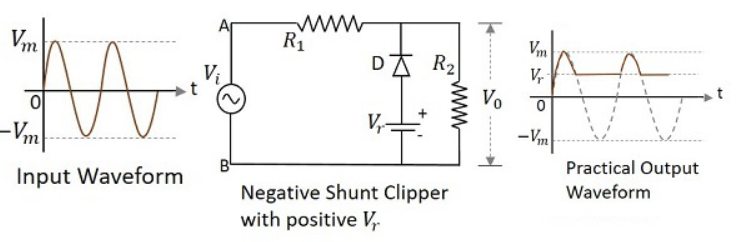 Vm
0
t
−Vm
Input Waveform
A
R1
Vi
D
R2
Vr
+
-
V0
B
Negative Shunt Clipper
with positive Vr
Vm
Vr
0
t
−Vm
Practical Output
Waveform